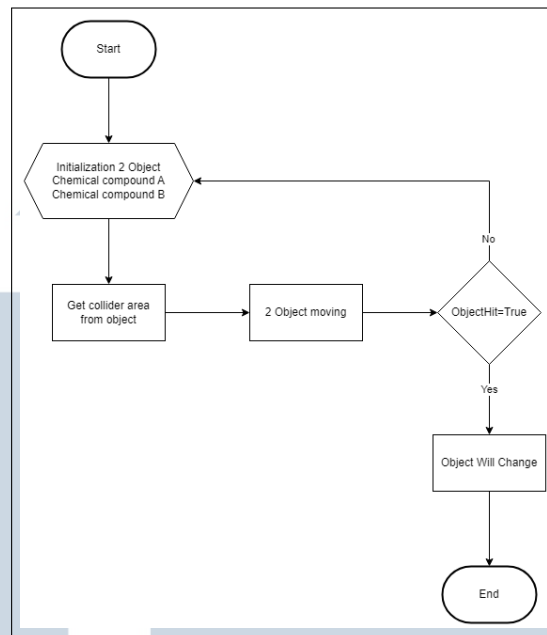 Start
Initialization 2 Object
Chemical compound A
Chemical compound B
No
Get collider area
from object
2 Object moving
ObjectHit=True
Yes
Object Will Change
End